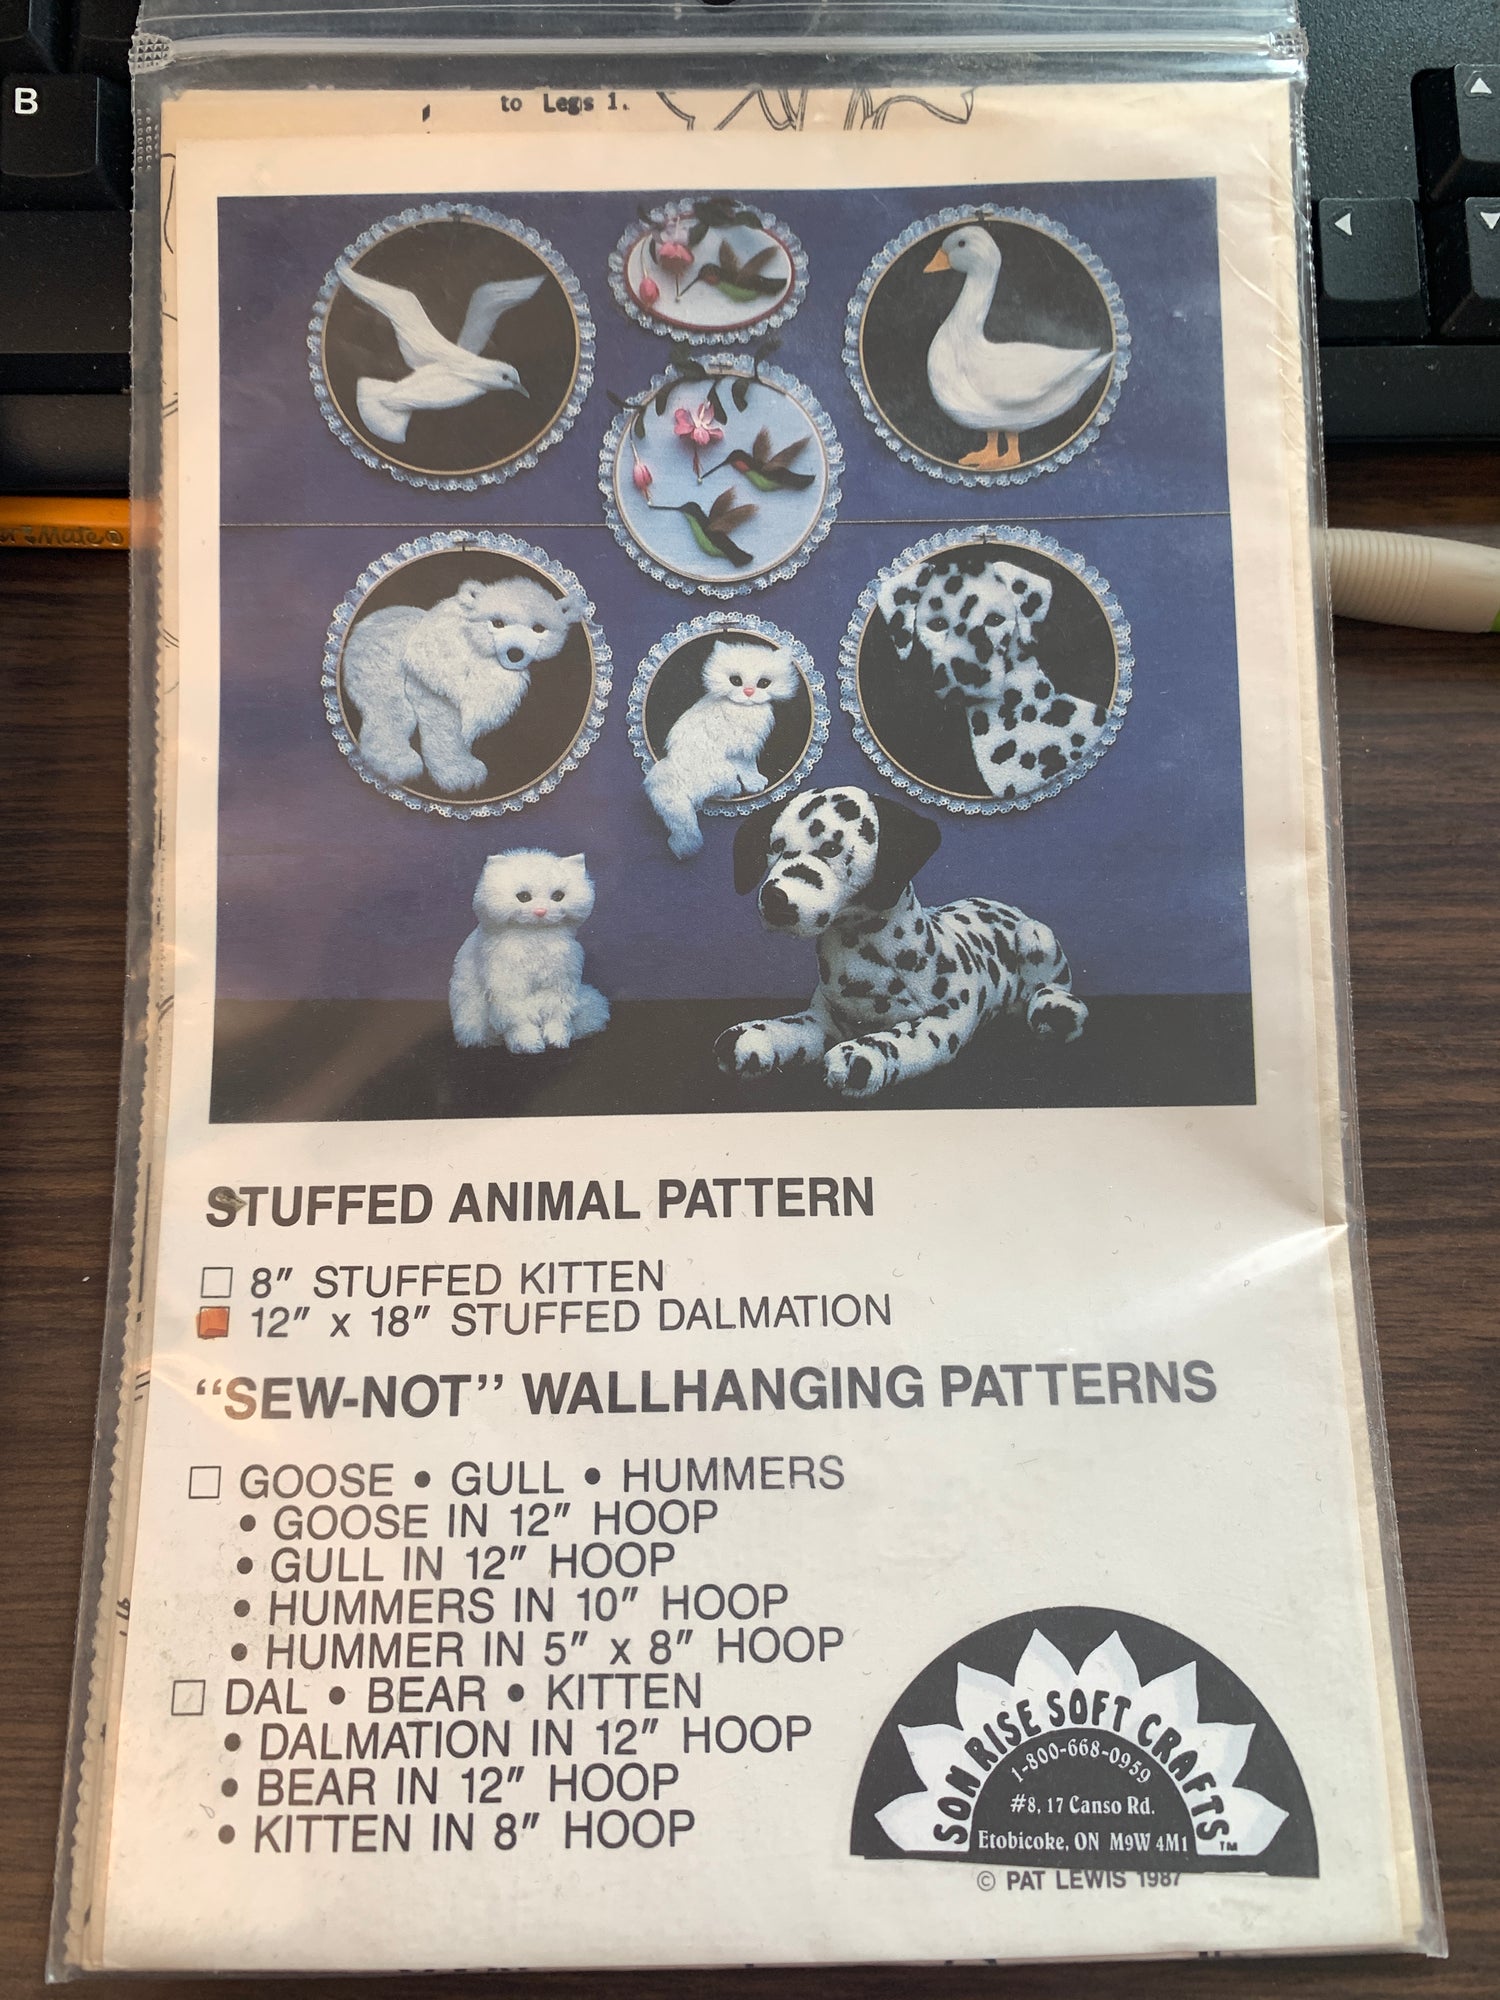 B
to Legs 1.
STUFFED ANIMAL PATTERN
8" STUFFED KITTEN
12" x 18" STUFFED DALMATION
"SEW-NOT" WALLHANGING PATTERNS
GOOSE • GULL • HUMMERS
• GOOSE IN 12" HOOP
• GULL IN 12" HOOP
• HUMMERS IN 10" HOOP
• HUMMER IN 5" x 8" HOOP
DAL • BEAR • KITTEN
• DALMATION IN 12" HOOP
• BEAR IN 12" HOOP
• KITTEN IN 8" HOOP
SON RISE SOFT CRAFTS™
1-800-668-0959
#8, 17 Canso Rd.
Etobicoke, ON M9W 4M1
© PAT LEWIS 1987